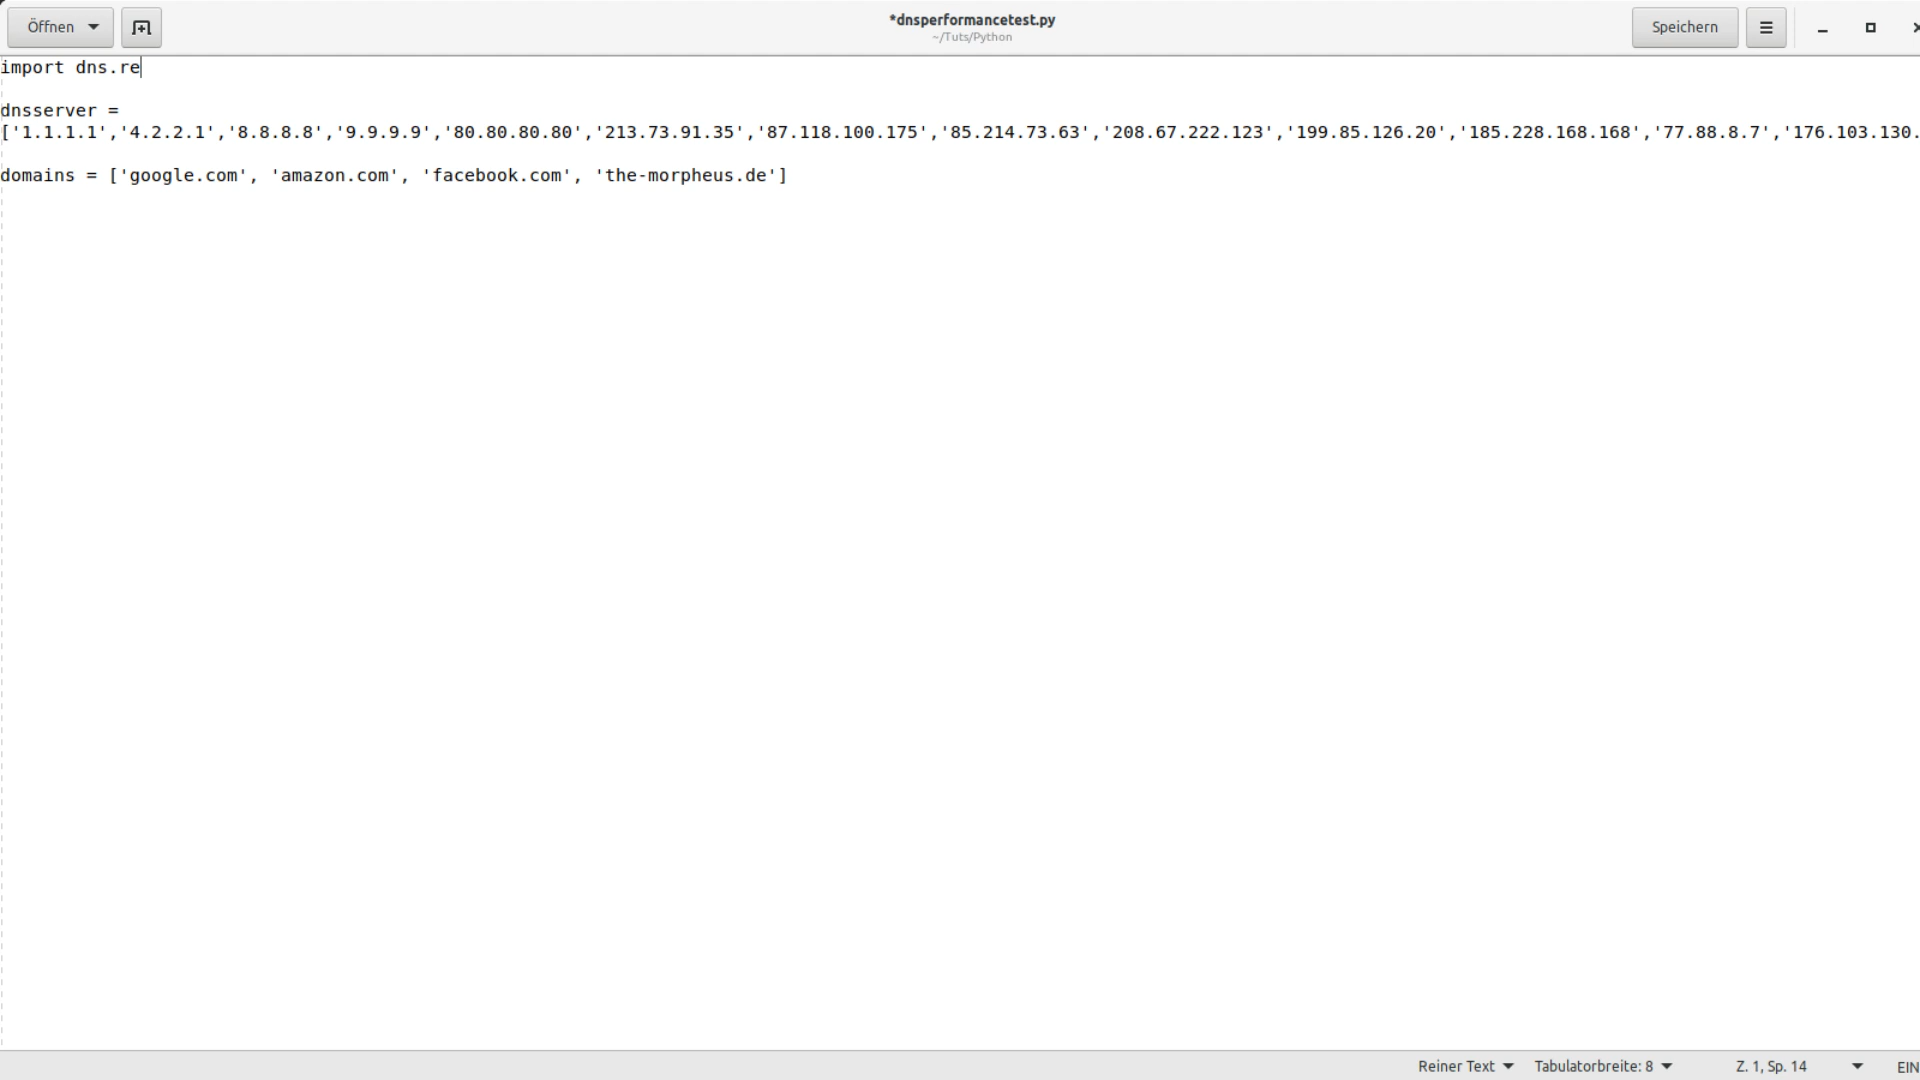 Öffnen
*dnsperformancetest.py
~/Tuts/Python
Speichern
import dns.re
dnsserver =
['1.1.1.1','4.2.2.1','8.8.8.8','9.9.9.9','80.80.80.80','213.73.91.35','87.118.100.175','85.214.73.63','208.67.222.123','199.85.126.20','185.228.168.168','77.88.8.7','176.103.130.
domains = ['google.com', 'amazon.com', 'facebook.com', 'the-morpheus.de']
Reiner Text
Tabulatorbreite: 8
Z. 1, Sp. 14
EIN